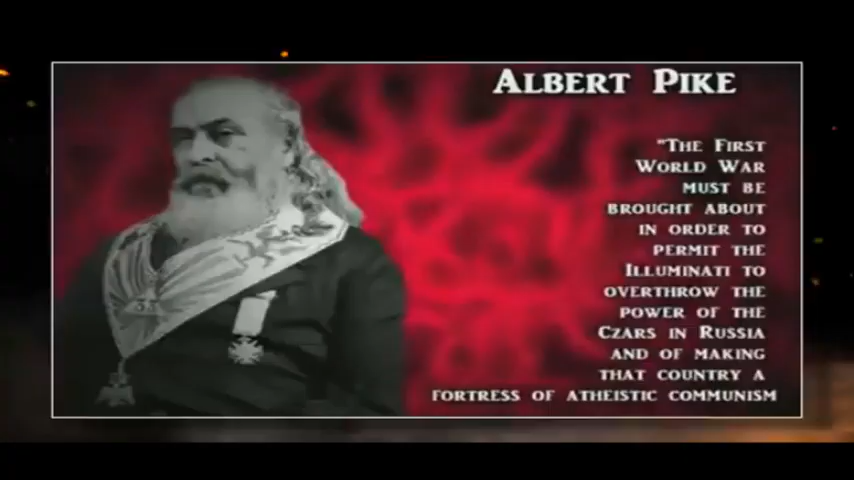 ALBERT PIKE
"THE FIRST
WORLD WAR
MUST BE
BROUGHT ABOUT
IN ORDER TO
PERMIT THE
ILLUMINATI TO
OVERTHROW THE
POWER OF THE
CZARS IN RUSSIA
AND OF MAKING
THAT COUNTRY A
FORTRESS OF ATHEISTIC COMMUNISM
33